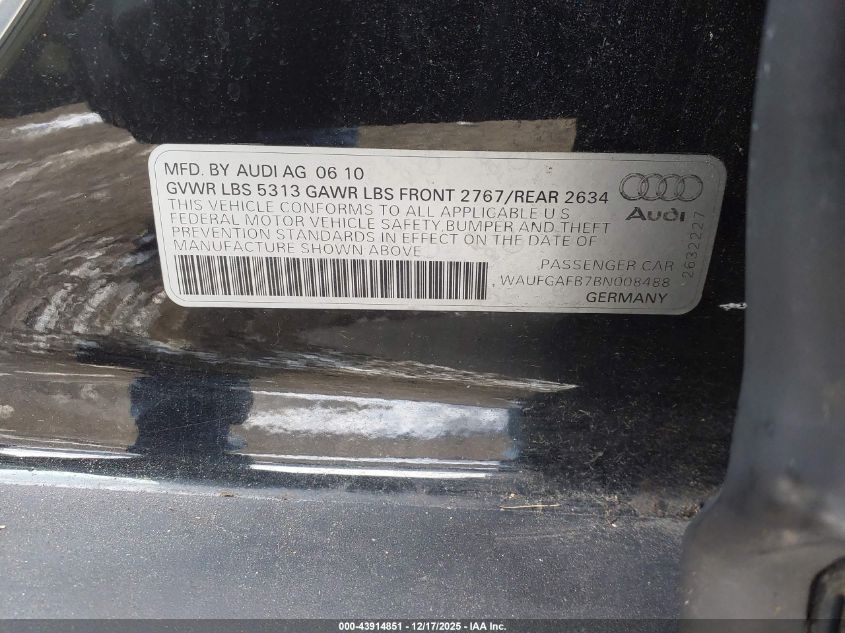 MFD. BY AUDI AG 06 10
GVWR LBS 5313 GAWR LBS FRONT 2767/REAR 2634
THIS VEHICLE CONFORMS TO ALL APPLICABLE U S
FEDERAL MOTOR VEHICLE SAFETY,BUMPER AND THEFT
PREVENTION STANDARDS IN EFFECT ON THE DATE OF
MANUFACTURE SHOWN ABOVE
PASSENGER CAR
WAUFGAFB7BN008488
GERMANY
Audi
2632227
000-43914851 – 12/17/2025 – IAA Inc.